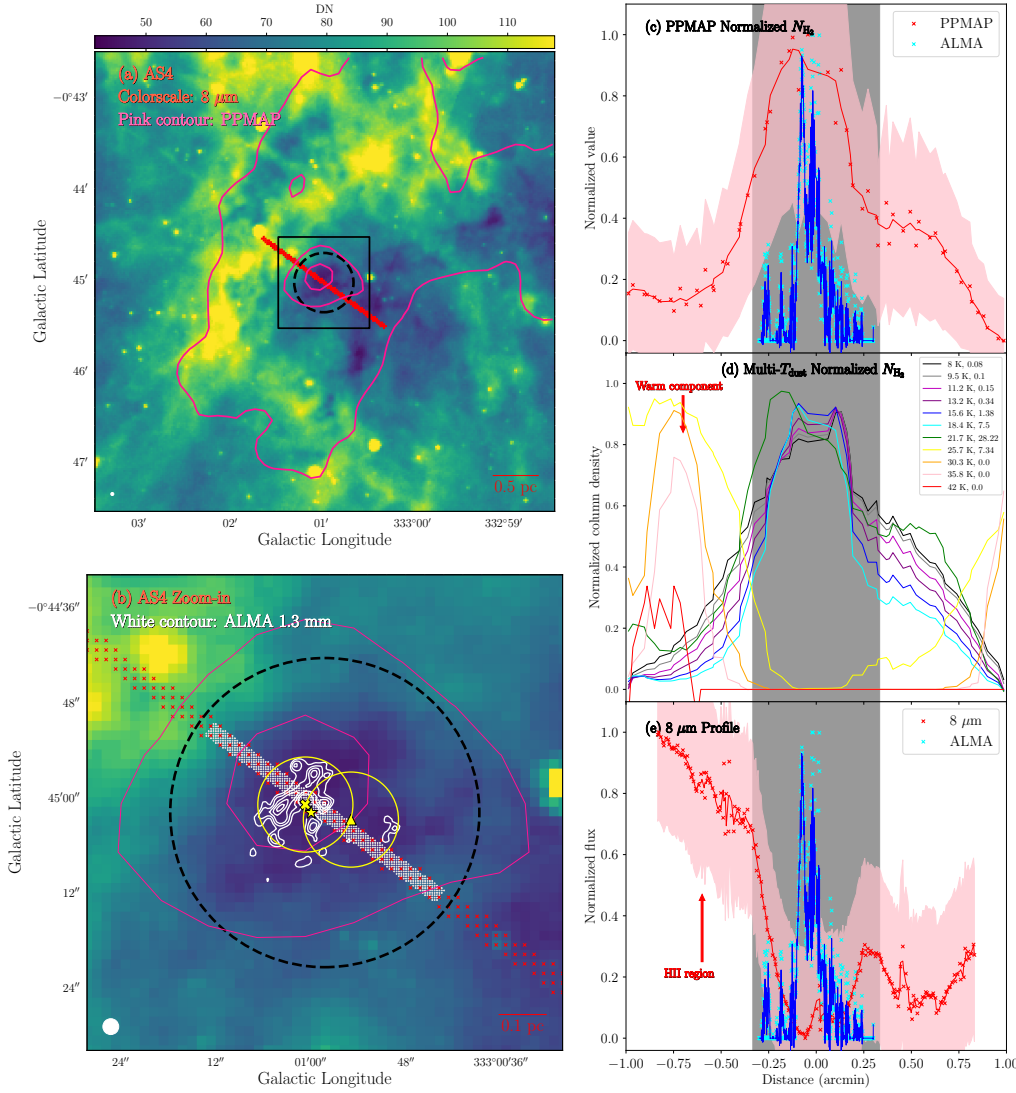 DN
50 60 70 80 90 100 110
(a) AS4
Colorscale: 8 μm
Pink contour: PPMAP
−0°43′
44′
45′
46′
47′
Galactic Latitude
0.5 pc
03′ 02′ 01′ 333°00′ 332°59′
Galactic Longitude
(b) AS4 Zoom-in
White contour: ALMA 1.3 mm
−0°44′36″
48″
45′00″
12″
24″
Galactic Latitude
0.1 pc
24″ 12″ 01′00″ 48″ 333°00′36″
Galactic Longitude
(c) PPMAP Normalized N_H₂
PPMAP
ALMA
1.0
0.8
0.6
0.4
0.2
0.0
Normalized value
(d) Multi-T_dust Normalized N_H₂
Warm component
8 K, 0.08
9.5 K, 0.1
11.2 K, 0.15
13.2 K, 0.34
15.6 K, 1.38
18.4 K, 7.5
21.7 K, 28.22
25.7 K, 7.34
30.3 K, 0.0
35.8 K, 0.0
42 K, 0.0
1.0
0.8
0.6
0.4
0.2
0.0
Normalized column density
(e) 8 μm Profile
8 μm
ALMA
HII region
1.0
0.8
0.6
0.4
0.2
0.0
Normalized flux
−1.00 −0.75 −0.50 −0.25 0.00 0.25 0.50 0.75 1.00
Distance (arcmin)